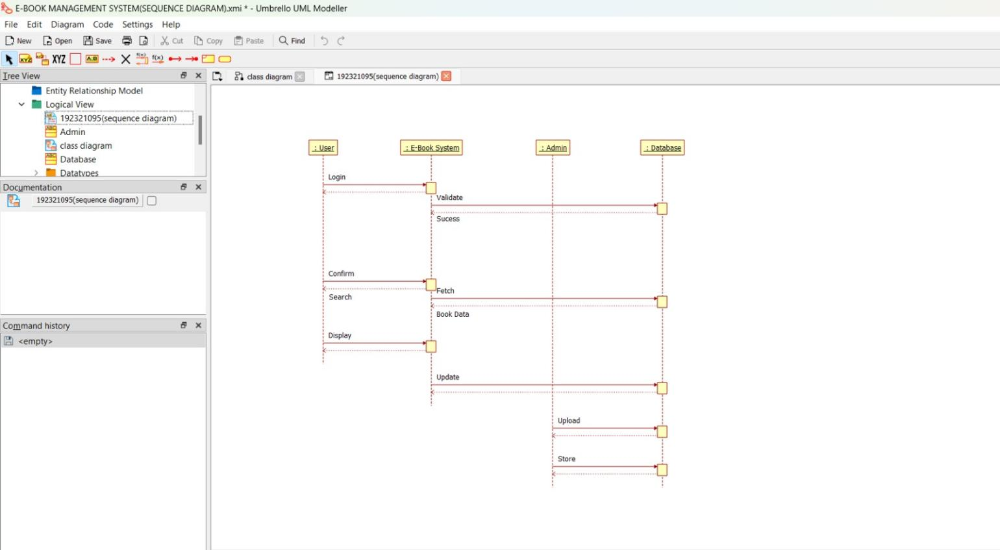 E-BOOK MANAGEMENT SYSTEM(SEQUENCE DIAGRAM).xmi * - Umbrello UML Modeller
File Edit Diagram Code Settings Help
New Open Save Cut Copy Paste Find
XYZ XYZ A:B f(x) f(x)
Tree View
class diagram 192321095(sequence diagram)
Entity Relationship Model
Logical View
192321095(sequence diagram)
ABC Admin
class diagram
ABC Database
Datatypes
Documentation
192321095(sequence diagram)
Command history
<empty>
: User : E-Book System : Admin : Database
Login
Validate
Sucess
Confirm
Fetch
Search
Book Data
Display
Update
Upload
Store